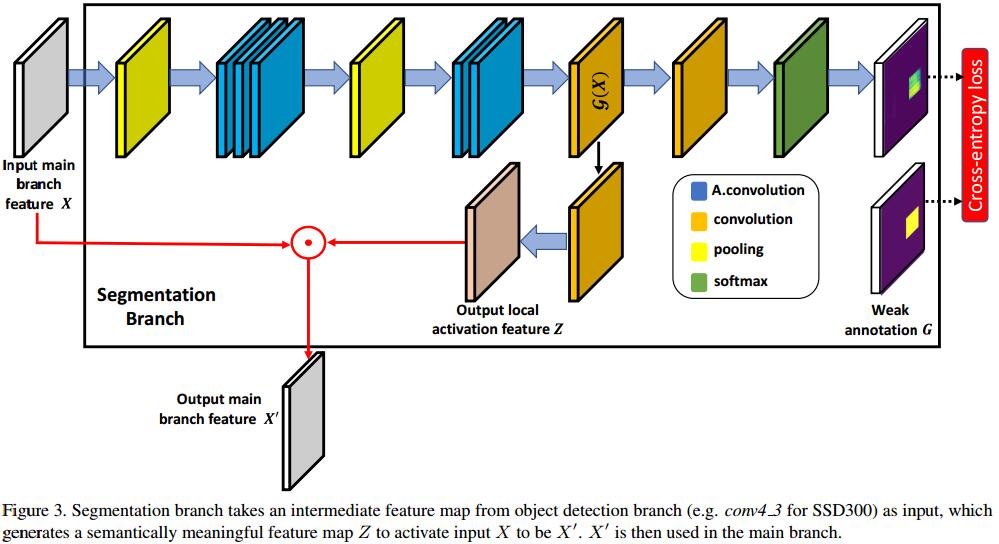 Input main
branch
feature X
G(X)
Cross-entropy loss
A.convolution
convolution
pooling
softmax
Segmentation
Branch
Output local
activation feature Z
Weak
annotation G
Output main
branch feature X′
Figure 3. Segmentation branch takes an intermediate feature map from object detection branch (e.g. conv4_3 for SSD300) as input, which
generates a semantically meaningful feature map Z to activate input X to be X′. X′ is then used in the main branch.